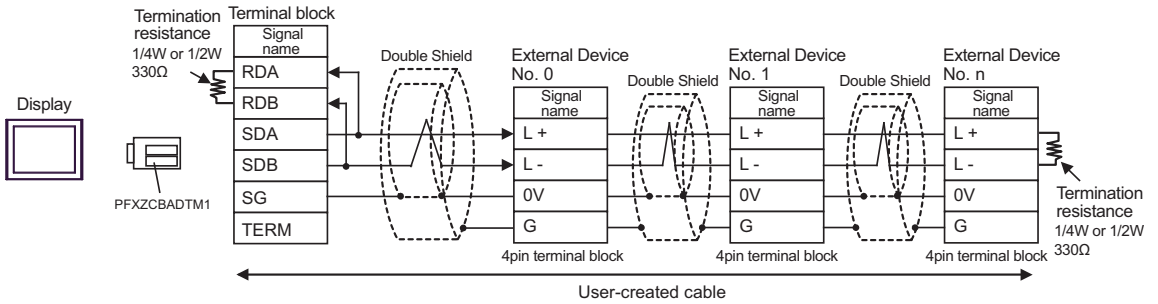 Display
PFXZCBADTM1
Termination
resistance
1/4W or 1/2W
330Ω
Terminal block
Signal
name
RDA
RDB
SDA
SDB
SG
TERM
Double Shield
External Device
No. 0
Signal
name
L +
L -
0V
G
4pin terminal block
Double Shield
External Device
No. 1
Signal
name
L +
L -
0V
G
4pin terminal block
Double Shield
External Device
No. n
Signal
name
L +
L -
0V
G
4pin terminal block
Termination
resistance
1/4W or 1/2W
330Ω
User-created cable